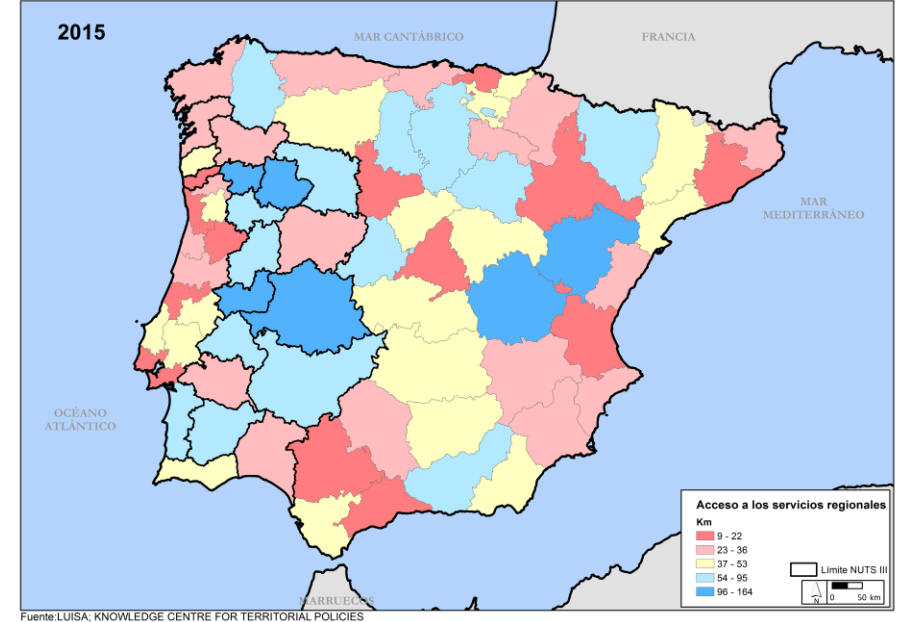 2015
MAR CANTÁBRICO
FRANCIA
MAR
MEDITERRÁNEO
OCÉANO
ATLÁNTICO
MARRUECOS
Acceso a los servicios regionales
Km
9 - 22
23 - 36
37 - 53
54 - 95
96 - 164
Límite NUTS III
N
0 50 km
Fuente:LUISA; KNOWLEDGE CENTRE FOR TERRITORIAL POLICIES